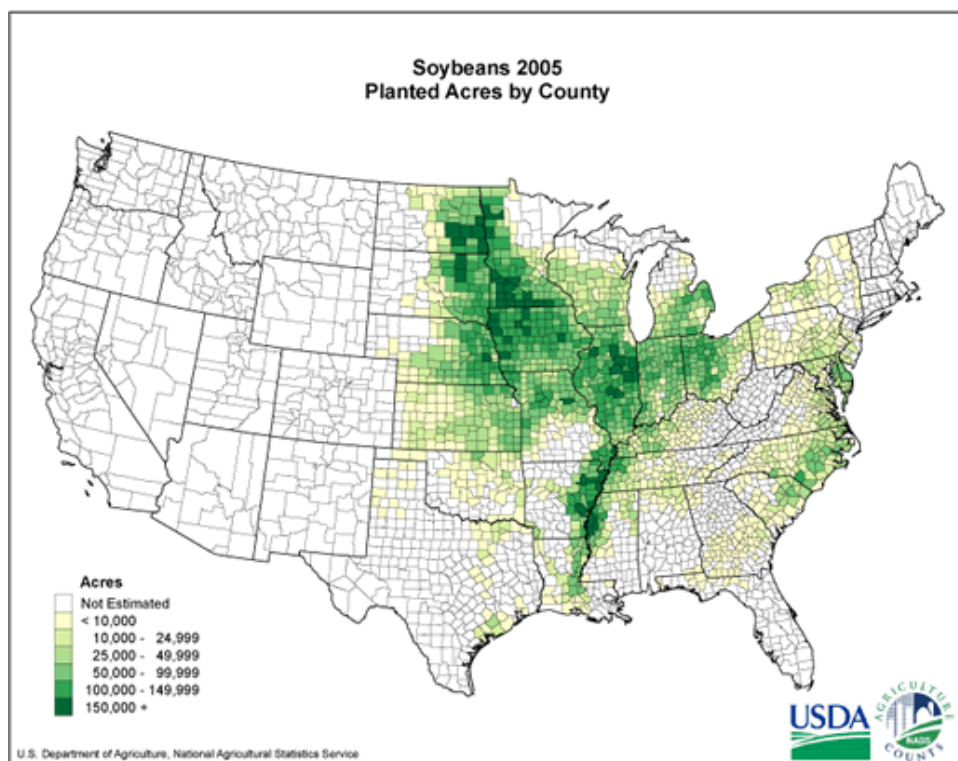 Soybeans 2005
Planted Acres by County
Acres
Not Estimated
< 10,000
10,000 - 24,999
25,000 - 49,999
50,000 - 99,999
100,000 - 149,999
150,000 +
U.S. Department of Agriculture, National Agricultural Statistics Service
USDA
AGRICULTURE
NASS
COUNTS